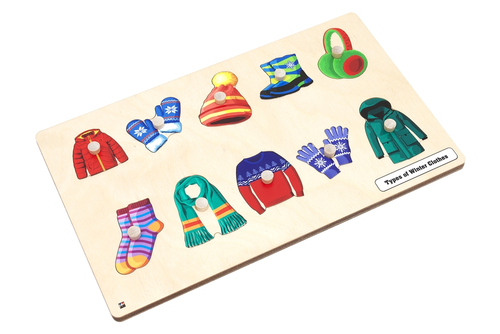 Types of Winter Clothes